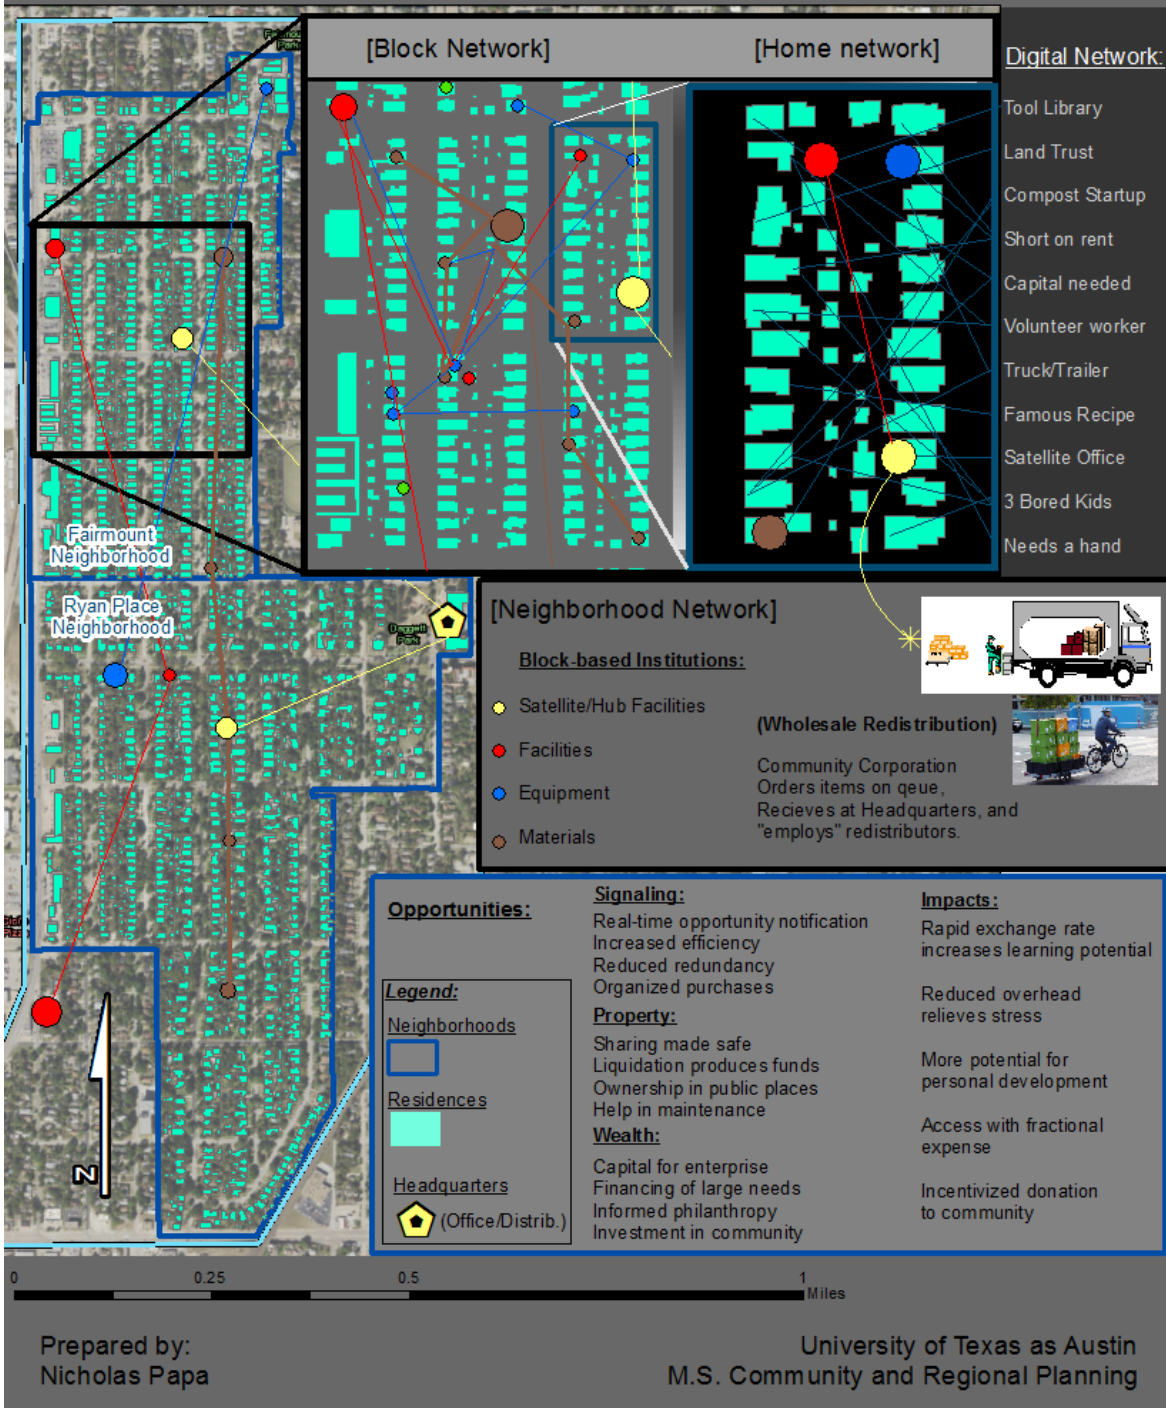 [Block Network]
[Home network]
Digital Network:
Tool Library
Land Trust
Compost Startup
Short on rent
Capital needed
Volunteer worker
Truck/Trailer
Famous Recipe
Satellite Office
3 Bored Kids
Needs a hand
Fairmount
Neighborhood
Ryan Place
Neighborhood
Park
[Neighborhood Network]
Block-based Institutions:
Satellite/Hub Facilities
Facilities
Equipment
Materials
(Wholesale Redistribution)
Community Corporation
Orders items on qeue,
Recieves at Headquarters, and
"employs" redistributors.
Opportunities:
Legend:
Neighborhoods
Residences
Headquarters
(Office/Distrib.)
Signaling:
Real-time opportunity notification
Increased efficiency
Reduced redundancy
Organized purchases
Property:
Sharing made safe
Liquidation produces funds
Ownership in public places
Help in maintenance
Wealth:
Capital for enterprise
Financing of large needs
Informed philanthropy
Investment in community
Impacts:
Rapid exchange rate
increases learning potential
Reduced overhead
relieves stress
More potential for
personal development
Access with fractional
expense
Incentivized donation
to community
N
0 0.25 0.5 1
Miles
Prepared by:
Nicholas Papa
University of Texas as Austin
M.S. Community and Regional Planning